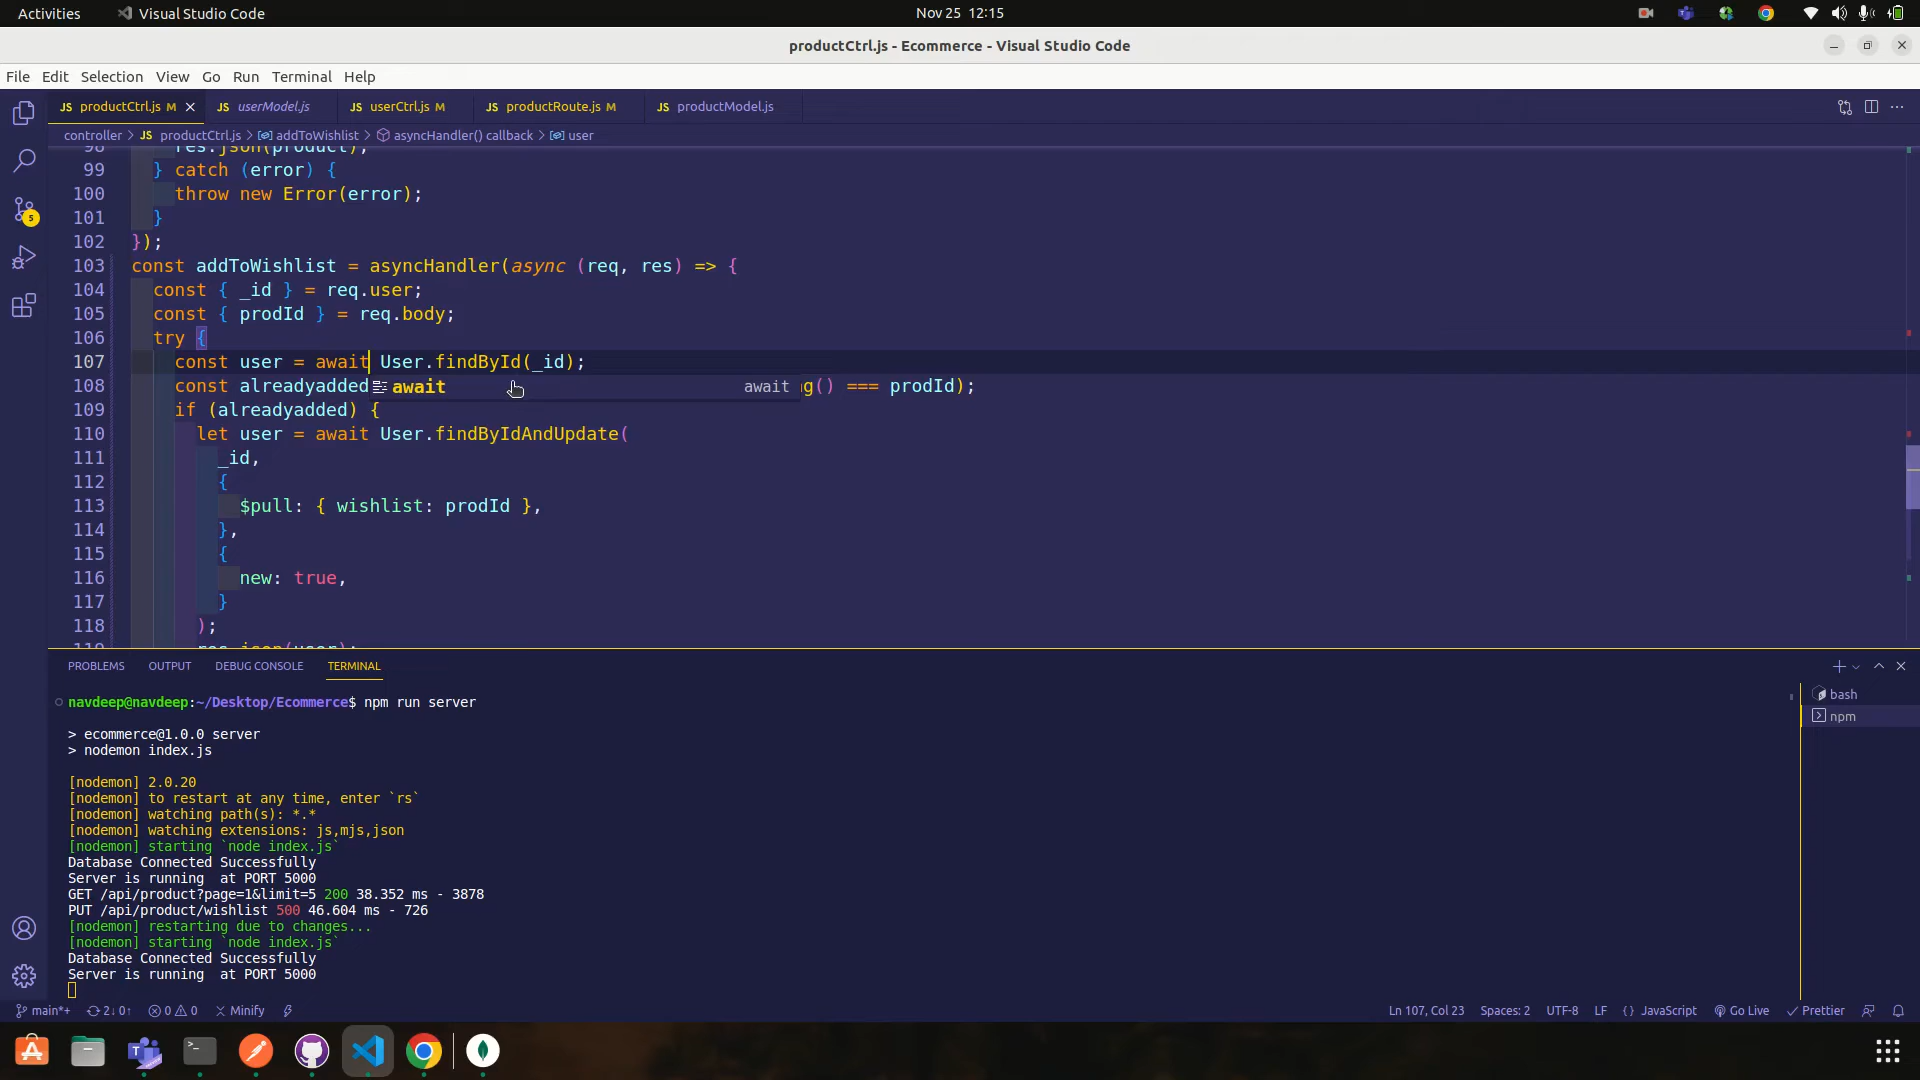 Activities
Visual Studio Code
Nov 25 12:15
productCtrl.js - Ecommerce - Visual Studio Code
File Edit Selection View Go Run Terminal Help
JS productCtrl.js M
JS userModel.js
JS userCtrl.js M
JS productRoute.js M
JS productModel.js
controller > JS productCtrl.js > addToWishlist > asyncHandler() callback > user
98 res.json(product);
99 } catch (error) {
100 throw new Error(error);
101 }
102 });
103 const addToWishlist = asyncHandler(async (req, res) => {
104 const { _id } = req.user;
105 const { prodId } = req.body;
106 try {
107 const user = await User.findById(_id);
108 const alreadyadded g() === prodId);
await await
109 if (alreadyadded) {
110 let user = await User.findByIdAndUpdate(
111 _id,
112 {
113 $pull: { wishlist: prodId },
114 },
115 {
116 new: true,
117 }
118 );
119 res.json(user);
5
PROBLEMS OUTPUT DEBUG CONSOLE TERMINAL
navdeep@navdeep:~/Desktop/Ecommerce$ npm run server
> ecommerce@1.0.0 server
> nodemon index.js
[nodemon] 2.0.20
[nodemon] to restart at any time, enter `rs`
[nodemon] watching path(s): *.*
[nodemon] watching extensions: js,mjs,json
[nodemon] starting `node index.js`
Database Connected Successfully
Server is running  at PORT 5000
GET /api/product?page=1&limit=5 200 38.352 ms - 3878
PUT /api/product/wishlist 500 46.604 ms - 726
[nodemon] restarting due to changes...
[nodemon] starting `node index.js`
Database Connected Successfully
Server is running  at PORT 5000
bash
npm
main*+ 2↓ 0↑ 0 0 Minify
Ln 107, Col 23 Spaces: 2 UTF-8 LF {} JavaScript Go Live Prettier